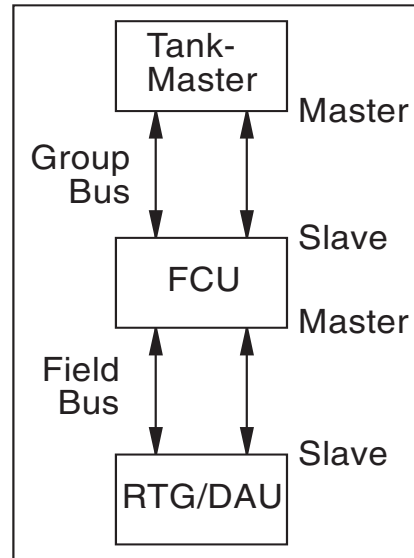 Tank-
Master
Master
Group
Bus
Slave
FCU
Master
Field
Bus
Slave
RTG/DAU